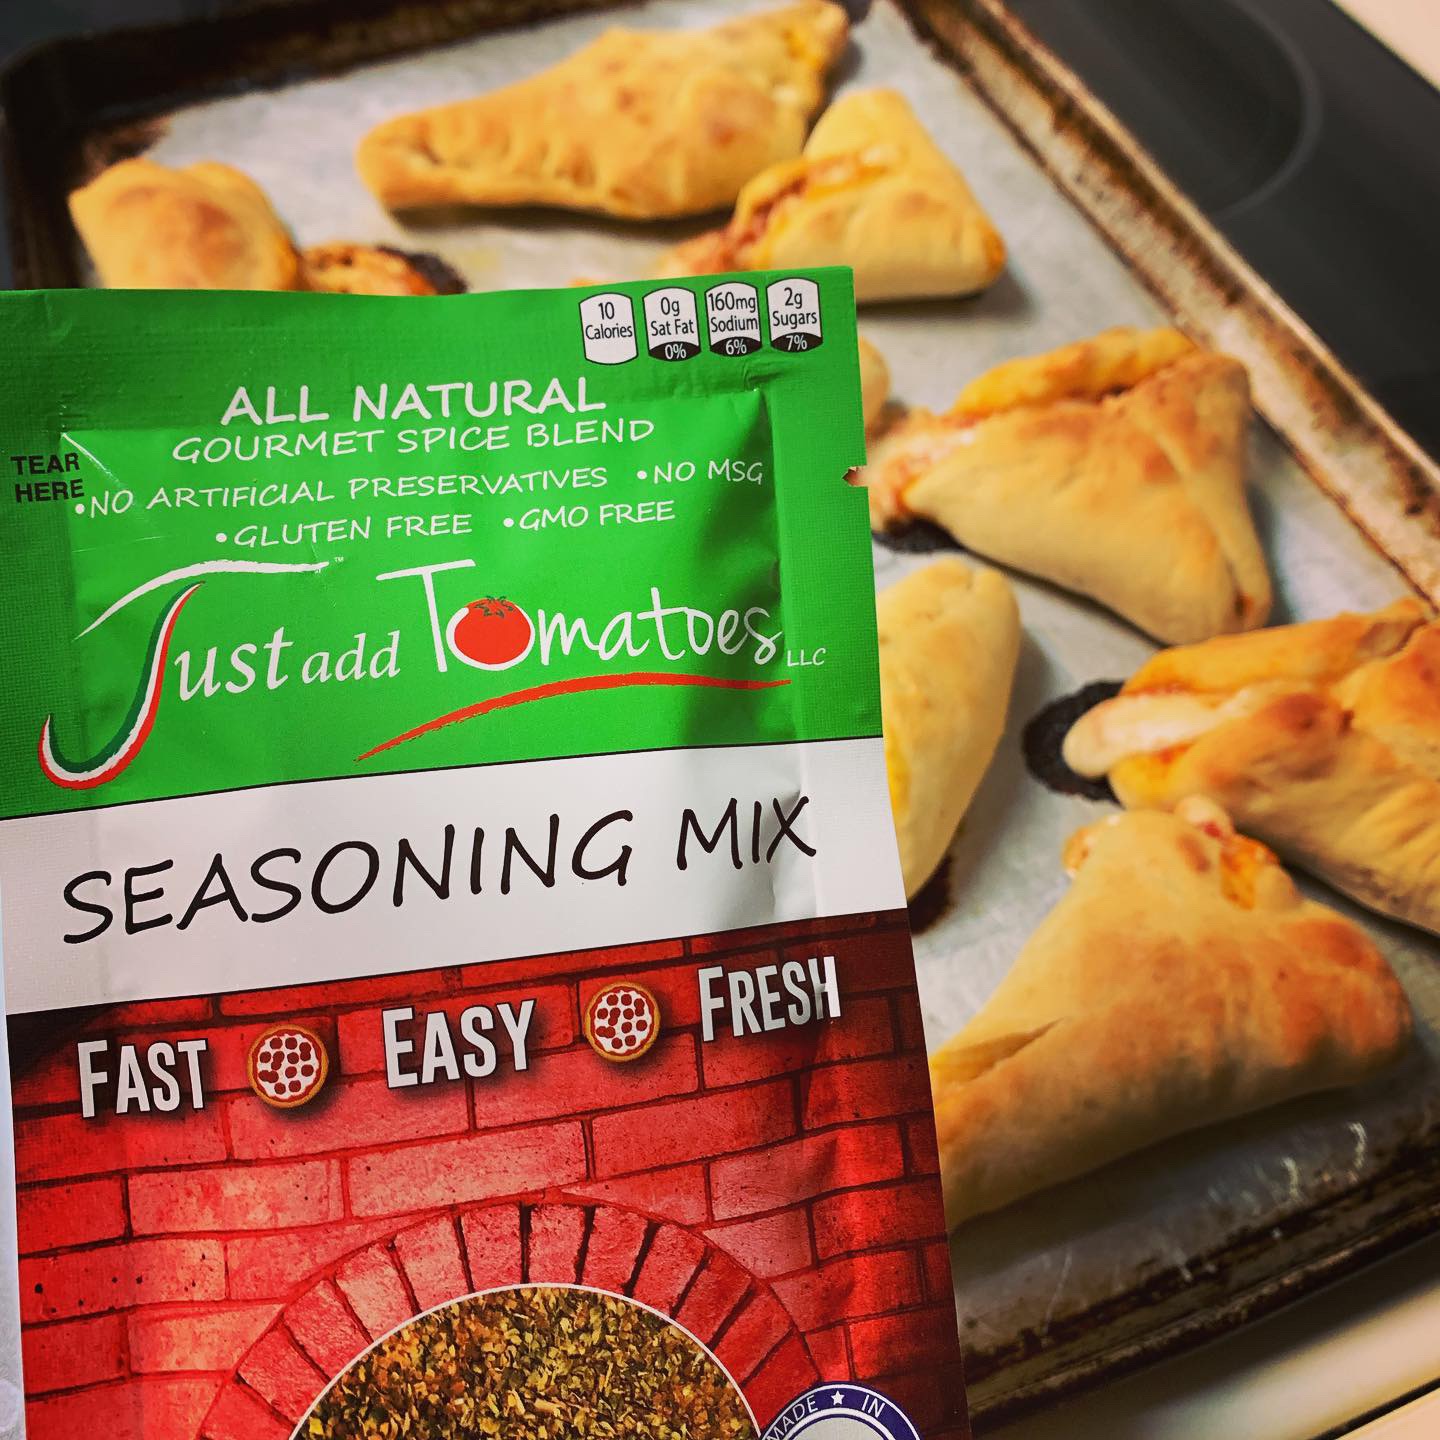 10 Calories
0g Sat Fat 0%
160mg Sodium 6%
2g Sugars 7%
ALL NATURAL
GOURMET SPICE BLEND
TEAR HERE
•NO ARTIFICIAL PRESERVATIVES •NO MSG
•GLUTEN FREE •GMO FREE
Just add Tomatoes LLC
™
SEASONING MIX
FAST EASY FRESH
MADE ★ IN